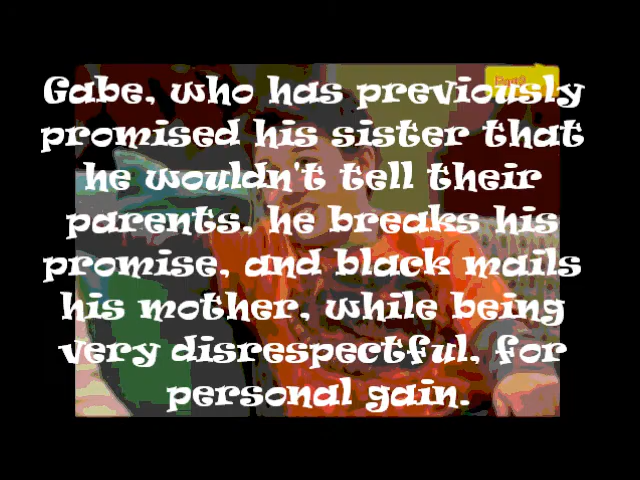 Gabe, who has previously
promised his sister that
he wouldn't tell their
parents, he breaks his
promise, and black mails
his mother, while being
very disrespectful, for
personal gain.